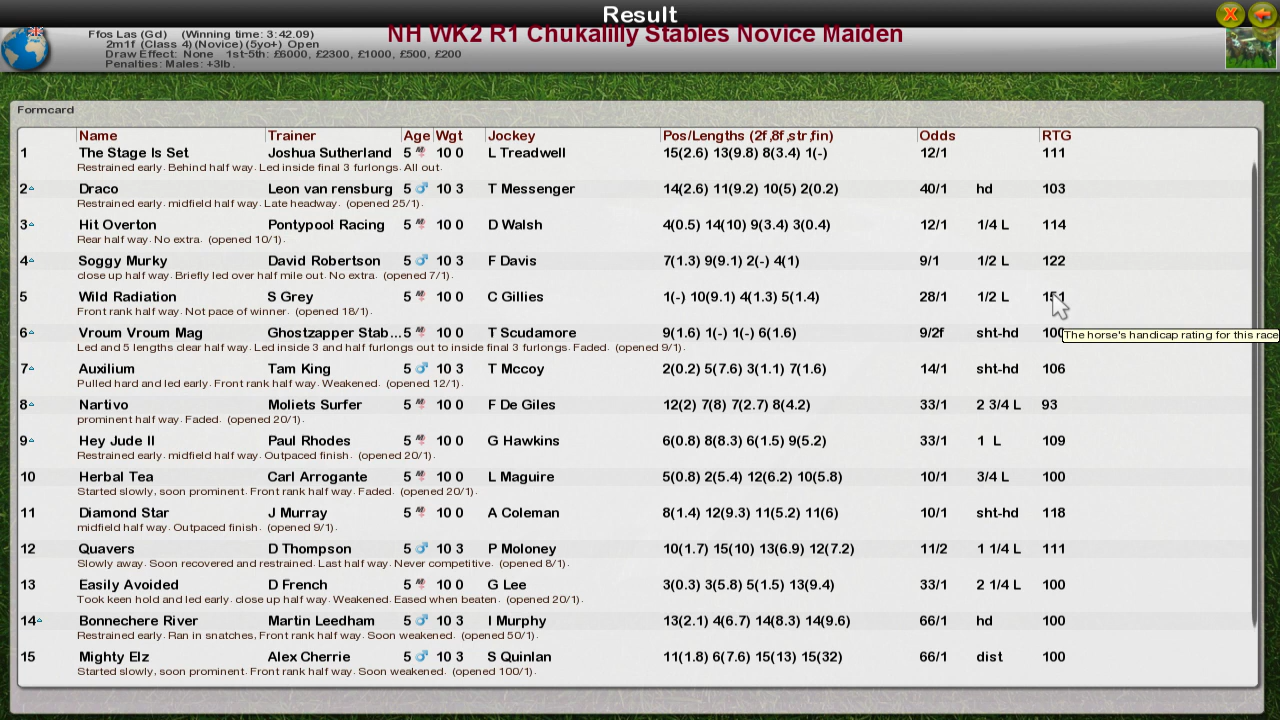 Result
NH WK2 R1 Chukalilly Stables Novice Maiden
Ffos Las (Gd) (Winning time: 3:42.09)
2m1f (Class 4) (Novice) (5yo+) Open
Draw Effect: None 1st-5th: £6000, £2300, £1000, £500, £200
Penalties: Males: +3lb.
Formcard
Name Trainer Age Wgt Jockey Pos/Lengths (2f,8f,str,fin) Odds RTG
1 The Stage Is Set Joshua Sutherland 5 10 0 L Treadwell 15(2.6) 13(9.8) 8(3.4) 1(-) 12/1 111
Restrained early. Behind half way. Led inside final 3 furlongs. All out.
2 Draco Leon van rensburg 5 10 3 T Messenger 14(2.6) 11(9.2) 10(5) 2(0.2) 40/1 hd 103
Restrained early. midfield half way. Late headway. (opened 25/1).
3 Hit Overton Pontypool Racing 5 10 0 D Walsh 4(0.5) 14(10) 9(3.4) 3(0.4) 12/1 1/4 L 114
Rear half way. No extra. (opened 10/1).
4 Soggy Murky David Robertson 5 10 3 F Davis 7(1.3) 9(9.1) 2(-) 4(1) 9/1 1/2 L 122
close up half way. Briefly led over half mile out. No extra. (opened 7/1).
5 Wild Radiation S Grey 5 10 0 C Gillies 1(-) 10(9.1) 4(1.3) 5(1.4) 28/1 1/2 L
Front rank half way. Not pace of winner. (opened 18/1).
6 Vroum Vroum Mag Ghostzapper Stab... 5 10 0 T Scudamore 9(1.6) 1(-) 1(-) 6(1.6) 9/2f sht-hd 100
The horse's handicap rating for this race
Led and 5 lengths clear half way. Led inside 3 and half furlongs out to inside final 3 furlongs. Faded. (opened 9/1).
7 Auxilium Tam King 5 10 3 T Mccoy 2(0.2) 5(7.6) 3(1.1) 7(1.6) 14/1 sht-hd 106
Pulled hard and led early. Front rank half way. Weakened. (opened 12/1).
8 Nartivo Moliets Surfer 5 10 0 F De Giles 12(2) 7(8) 7(2.7) 8(4.2) 33/1 2 3/4 L 93
prominent half way. Faded. (opened 20/1).
9 Hey Jude II Paul Rhodes 5 10 0 G Hawkins 6(0.8) 8(8.3) 6(1.5) 9(5.2) 33/1 1 L 109
Restrained early. midfield half way. Outpaced finish. (opened 20/1).
10 Herbal Tea Carl Arrogante 5 10 0 L Maguire 5(0.8) 2(5.4) 12(6.2) 10(5.8) 10/1 3/4 L 100
Started slowly, soon prominent. Front rank half way. Faded. (opened 20/1).
11 Diamond Star J Murray 5 10 0 A Coleman 8(1.4) 12(9.3) 11(5.2) 11(6) 10/1 sht-hd 118
midfield half way. Outpaced finish. (opened 9/1).
12 Quavers D Thompson 5 10 3 P Moloney 10(1.7) 15(10) 13(6.9) 12(7.2) 11/2 1 1/4 L 111
Slowly away. Soon recovered and restrained. Last half way. Never competitive. (opened 8/1).
13 Easily Avoided D French 5 10 0 G Lee 3(0.3) 3(5.8) 5(1.5) 13(9.4) 33/1 2 1/4 L 100
Took keen hold and led early. close up half way. Weakened. Eased when beaten. (opened 20/1).
14 Bonnechere River Martin Leedham 5 10 3 I Murphy 13(2.1) 4(6.7) 14(8.3) 14(9.6) 66/1 hd 100
Restrained early. Ran in snatches, Front rank half way. Soon weakened. (opened 50/1).
15 Mighty Elz Alex Cherrie 5 10 3 S Quinlan 11(1.8) 6(7.6) 15(13) 15(32) 66/1 dist 100
Started slowly, soon prominent. Front rank half way. Soon weakened. (opened 100/1).